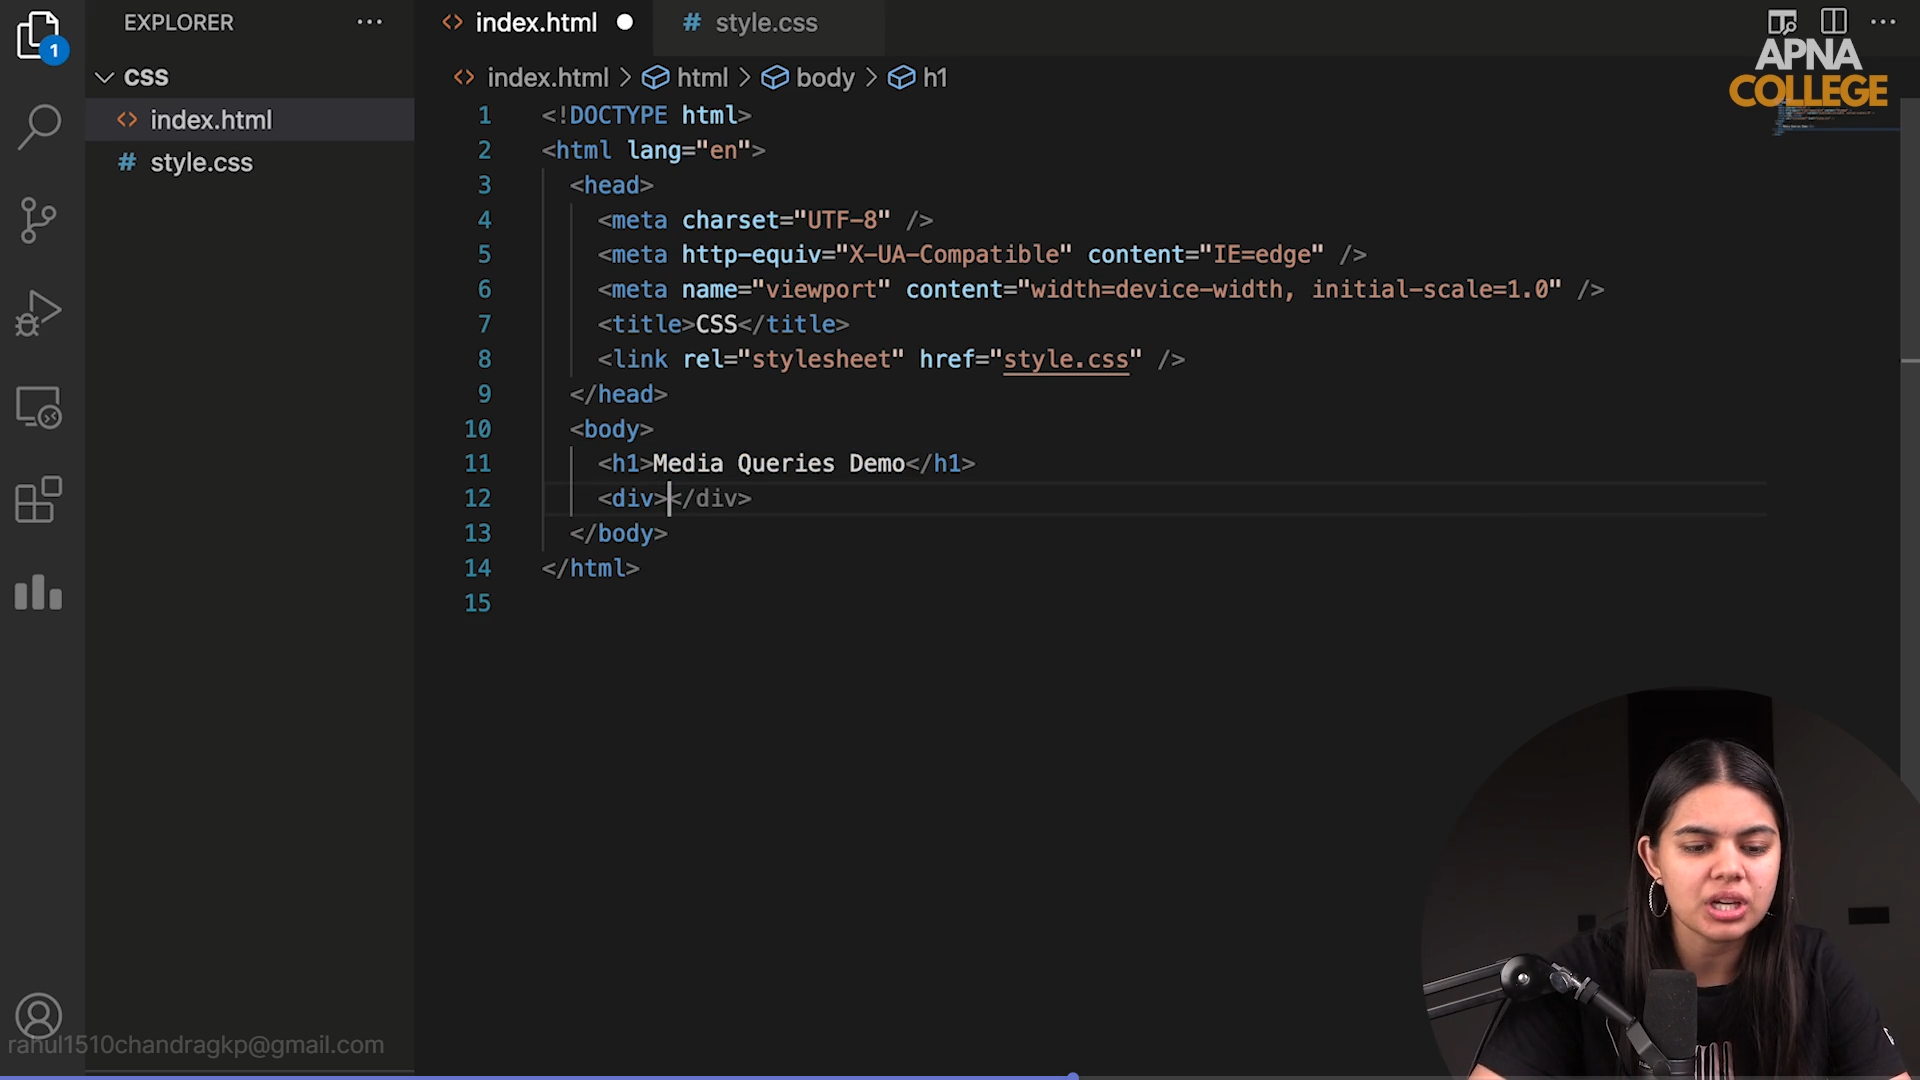 EXPLORER
1
CSS
index.html
style.css
index.html
style.css
APNA
COLLEGE
index.html > html > body > h1
1 <!DOCTYPE html>
2 <html lang="en">
3 <head>
4 <meta charset="UTF-8" />
5 <meta http-equiv="X-UA-Compatible" content="IE=edge" />
6 <meta name="viewport" content="width=device-width, initial-scale=1.0" />
7 <title>CSS</title>
8 <link rel="stylesheet" href="style.css" />
9 </head>
10 <body>
11 <h1>Media Queries Demo</h1>
12 <div></div>
13 </body>
14 </html>
15
rahul1510chandragkp@gmail.com